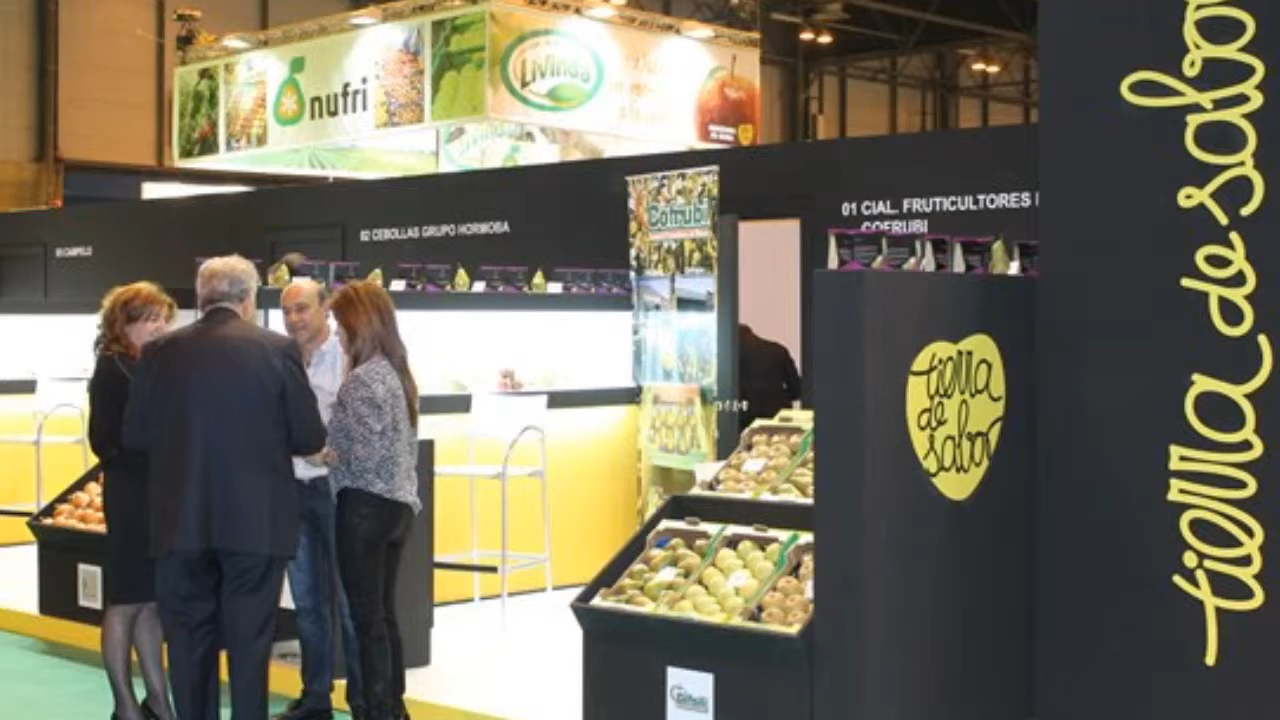 nufri
Livinda
02 CEBOLLAS GRUPO HORMOBA
Cofrubi
01 CIAL. FRUTICULTORES
COFRUBI
tierra
de
sabor
tierra de sabor